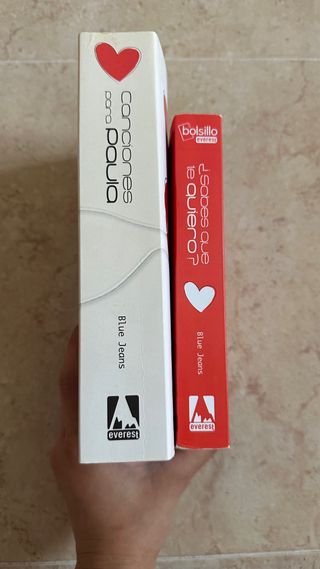 canciones
para paula
Blue Jeans
everest
bolsillo
everest
¿Sabes que
te quiero?
Blue Jeans
everest